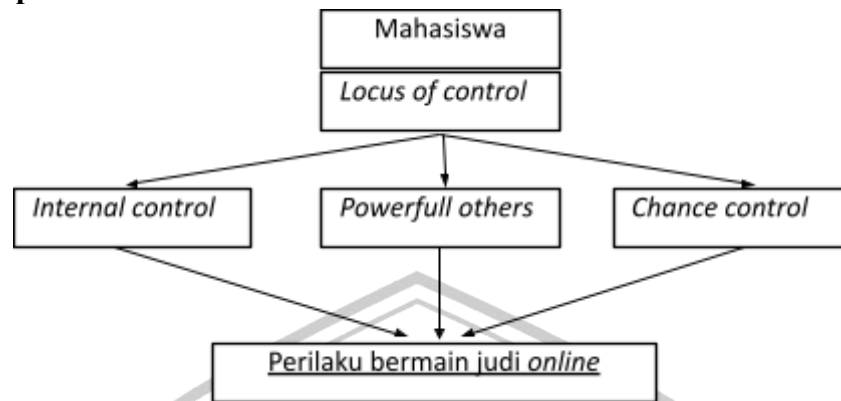 Mahasiswa
Locus of control
Internal control
Powerfull others
Chance control
Perilaku bermain judi online